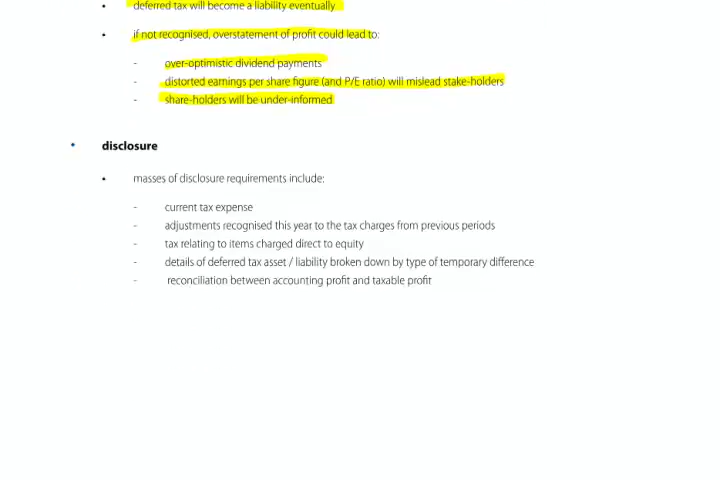 • deferred tax will become a liability eventually
• if not recognised, overstatement of profit could lead to:
- over-optimistic dividend payments
- distorted earnings per share figure (and P/E ratio) will mislead stake-holders
- share-holders will be under-informed
• disclosure
• masses of disclosure requirements include:
- current tax expense
- adjustments recognised this year to the tax charges from previous periods
- tax relating to items charged direct to equity
- details of deferred tax asset / liability broken down by type of temporary difference
- reconciliation between accounting profit and taxable profit